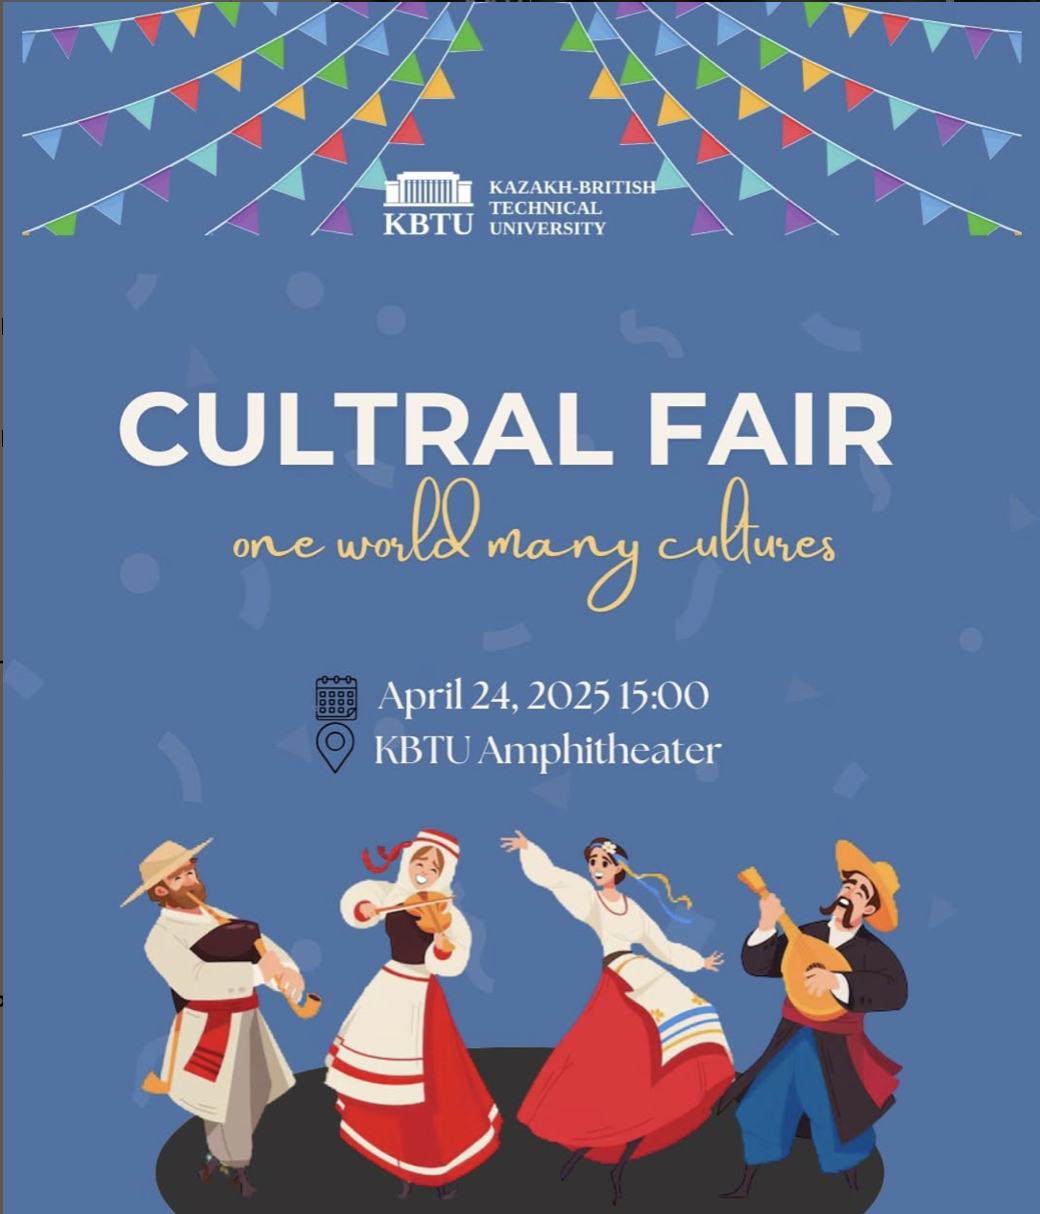 KBTU
KAZAKH-BRITISH
TECHNICAL
UNIVERSITY
CULTRAL FAIR
one world many cultures
April 24, 2025 15:00
KBTU Amphitheater